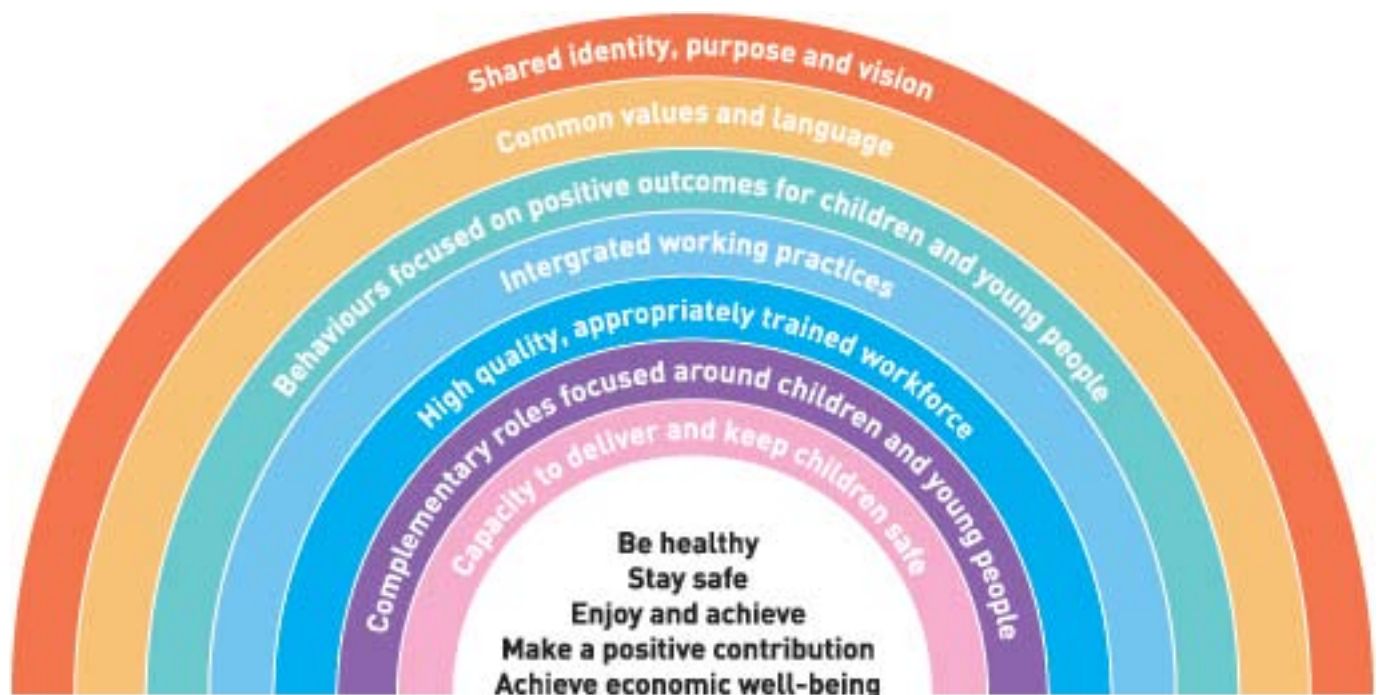 Shared identity, purpose and vision
Common values and language
Behaviours focused on positive outcomes for children and young people
Intergrated working practices
High quality, appropriately trained workforce
Complementary roles focused around children and young people
Capacity to deliver and keep children safe
Be healthy
Stay safe
Enjoy and achieve
Make a positive contribution
Achieve economic well-being